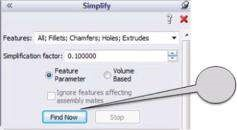 «
Simplify
?
Features: All; Fillets; Chamfers; Holes; Extrudes
Simplification factor: 0.100000
Feature Parameter
Volume Based
Ignore features affecting assembly mates
Find Now
Stop